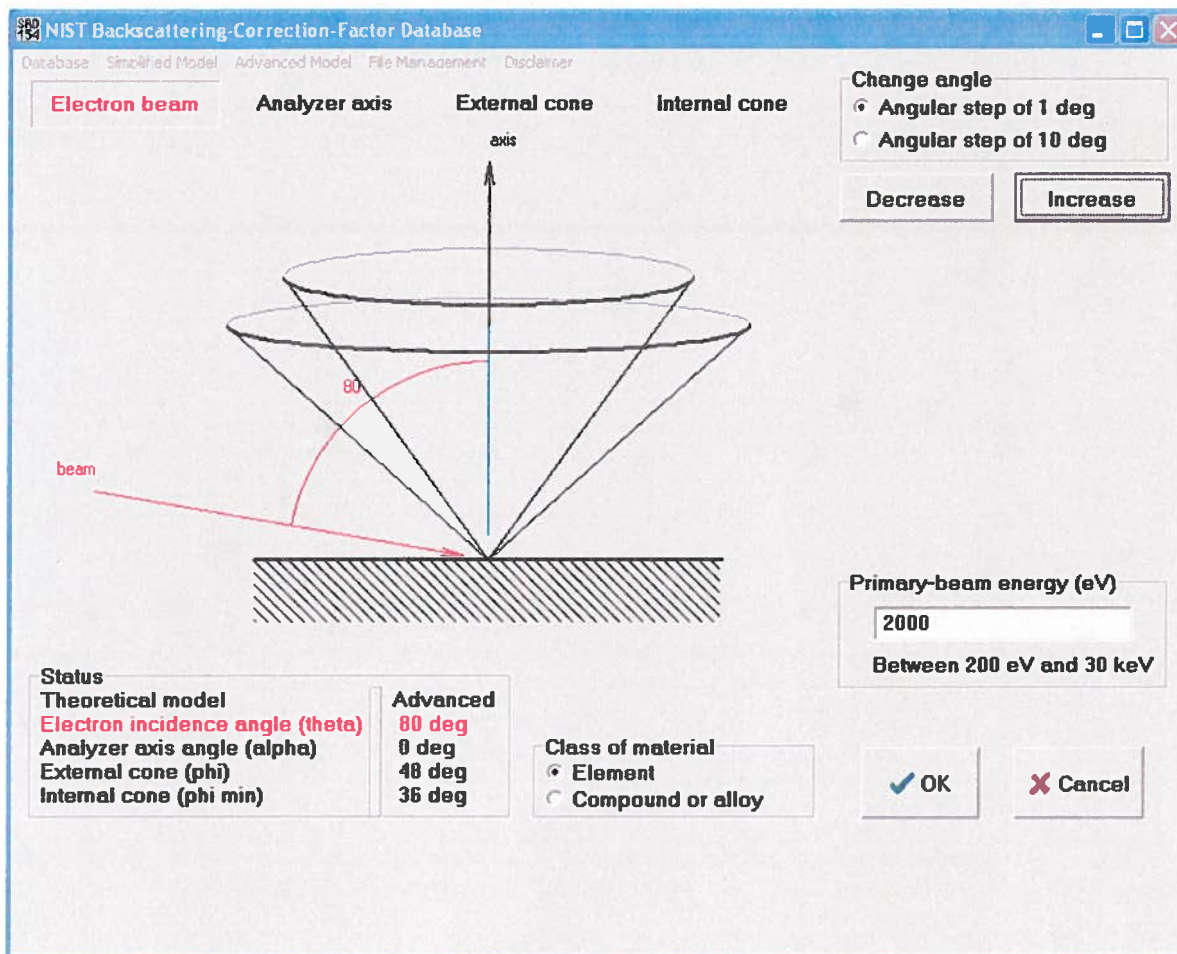 SRD
154
NIST Backscattering-Correction-Factor Database
Database Simplified Model Advanced Model File Management Disclaimer
Electron beam Analyzer axis External cone Internal cone
Change angle
Angular step of 1 deg
Angular step of 10 deg
Decrease Increase
axis
80
beam
Primary-beam energy (eV)
2000
Between 200 eV and 30 keV
Status
Theoretical model Advanced
Electron incidence angle (theta) 80 deg
Analyzer axis angle (alpha) 0 deg
External cone (phi) 48 deg
Internal cone (phi min) 36 deg
Class of material
Element
Compound or alloy
OK Cancel